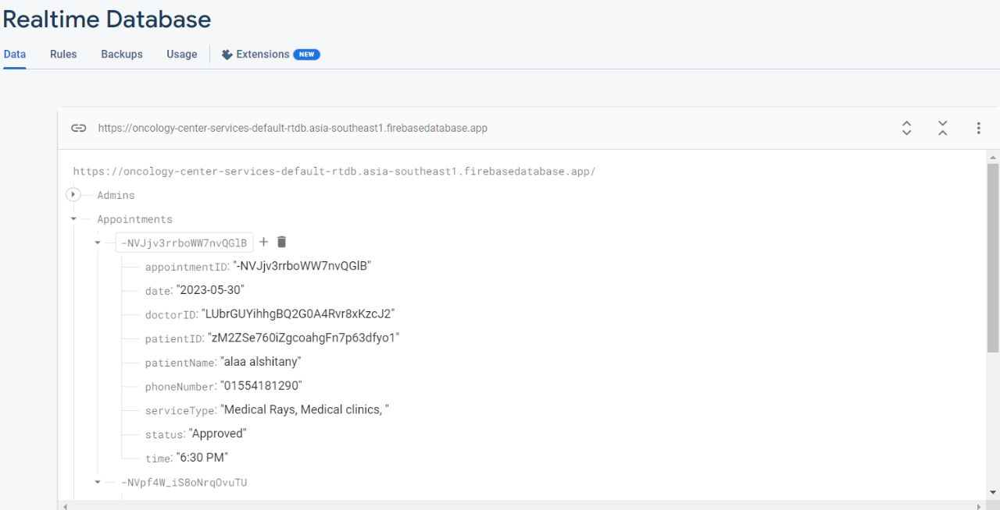 Realtime Database
Data Rules Backups Usage Extensions NEW
https://oncology-center-services-default-rtdb.asia-southeast1.firebasedatabase.app
https://oncology-center-services-default-rtdb.asia-southeast1.firebasedatabase.app/
Admins
Appointments
-NVJjv3rrboWW7nvQGlB
appointmentID: "-NVJjv3rrboWW7nvQGlB"
date: "2023-05-30"
doctorID: "LUbrGUYihhgBQ2G0A4Rvr8xKzcJ2"
patientID: "zM2ZSe760iZgcoahgFn7p63dfyo1"
patientName: "alaa alshitany"
phoneNumber: "01554181290"
serviceType: "Medical Rays, Medical clinics, "
status: "Approved"
time: "6:30 PM"
-NVpf4W_iS8oNrqOvuTU